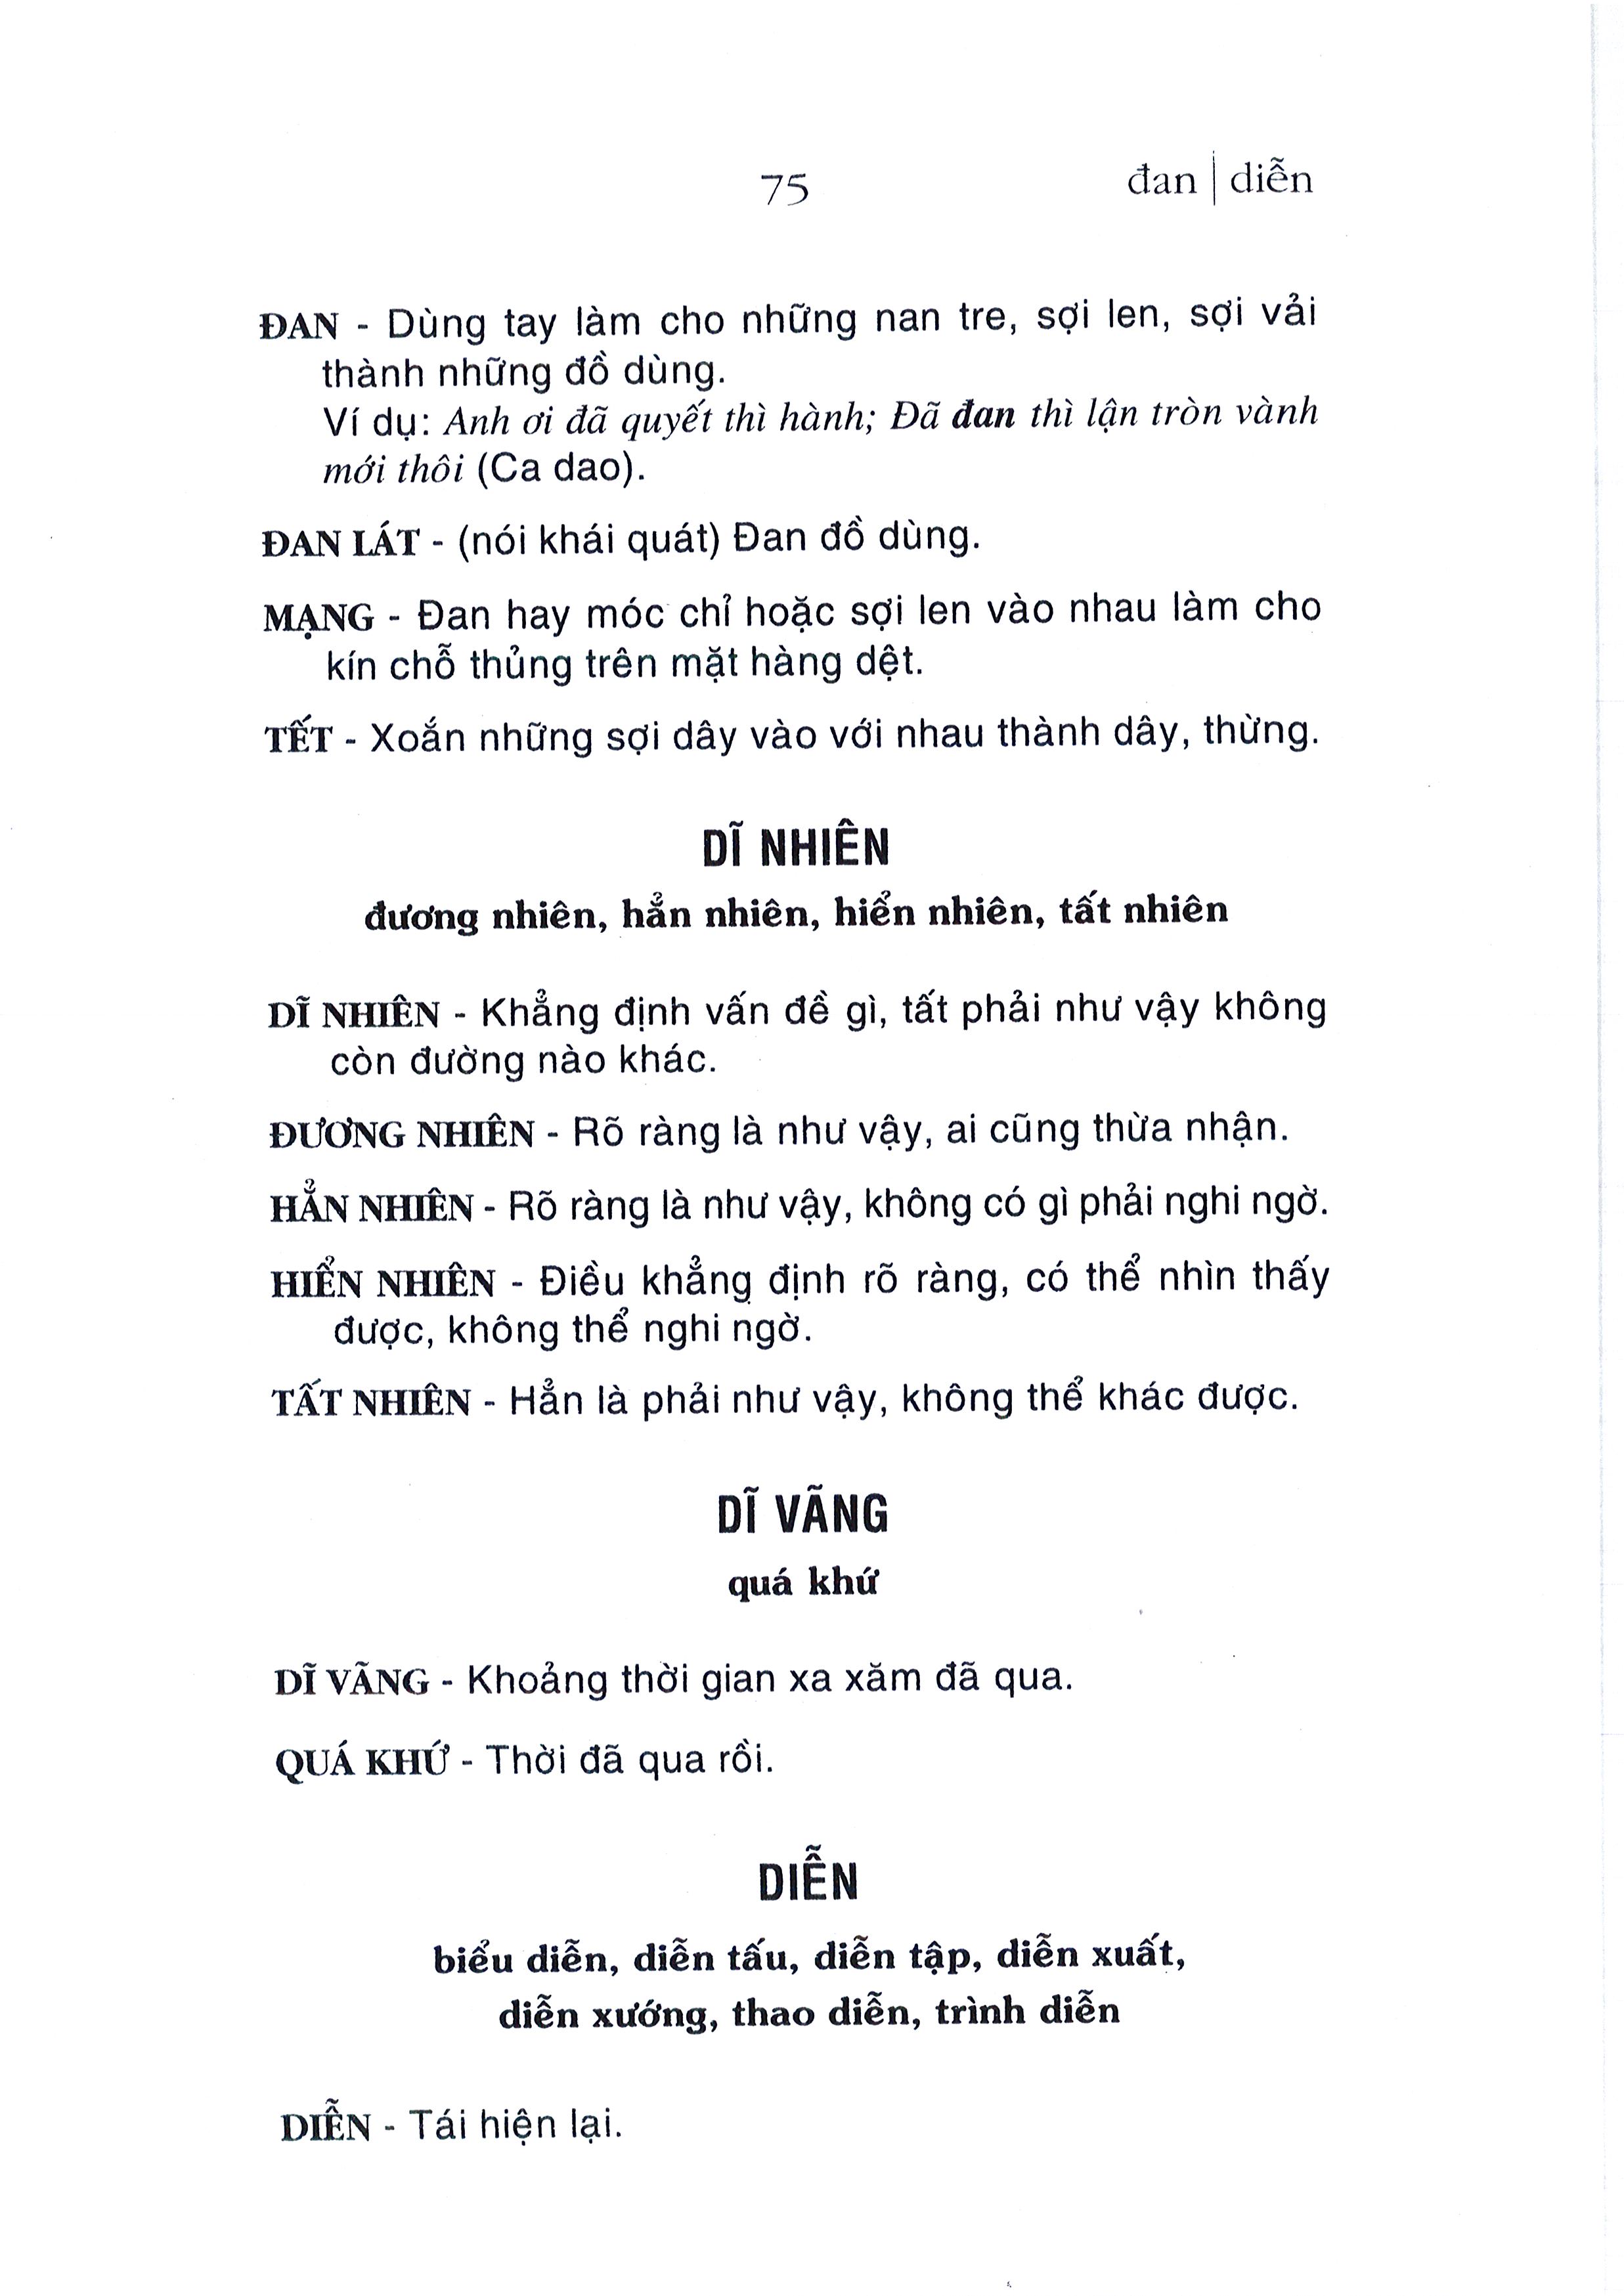 75
đan | diễn
ĐAN - Dùng tay làm cho những nan tre, sợi len, sợi vải
thành những đồ dùng.
Ví dụ: Anh ơi đã quyết thì hành; Đã đan thì lận tròn vành
mới thôi (Ca dao).
ĐAN LÁT - (nói khái quát) Đan đồ dùng.
MẠNG - Đan hay móc chỉ hoặc sợi len vào nhau làm cho
kín chỗ thủng trên mặt hàng dệt.
TẾT - Xoắn những sợi dây vào với nhau thành dây, thừng.
DĨ NHIÊN
đương nhiên, hẳn nhiên, hiển nhiên, tất nhiên
DĨ NHIÊN - Khẳng định vấn đề gì, tất phải như vậy không
còn đường nào khác.
ĐƯƠNG NHIÊN - Rõ ràng là như vậy, ai cũng thừa nhận.
HẲN NHIÊN - Rõ ràng là như vậy, không có gì phải nghi ngờ.
HIỂN NHIÊN - Điều khẳng định rõ ràng, có thể nhìn thấy
được, không thể nghi ngờ.
TẤT NHIÊN - Hẳn là phải như vậy, không thể khác được.
DĨ VÃNG
quá khứ
DĨ VÃNG - Khoảng thời gian xa xăm đã qua.
QUÁ KHỨ - Thời đã qua rồi.
DIỄN
biểu diễn, diễn tấu, diễn tập, diễn xuất,
diễn xướng, thao diễn, trình diễn
DIỄN - Tái hiện lại.